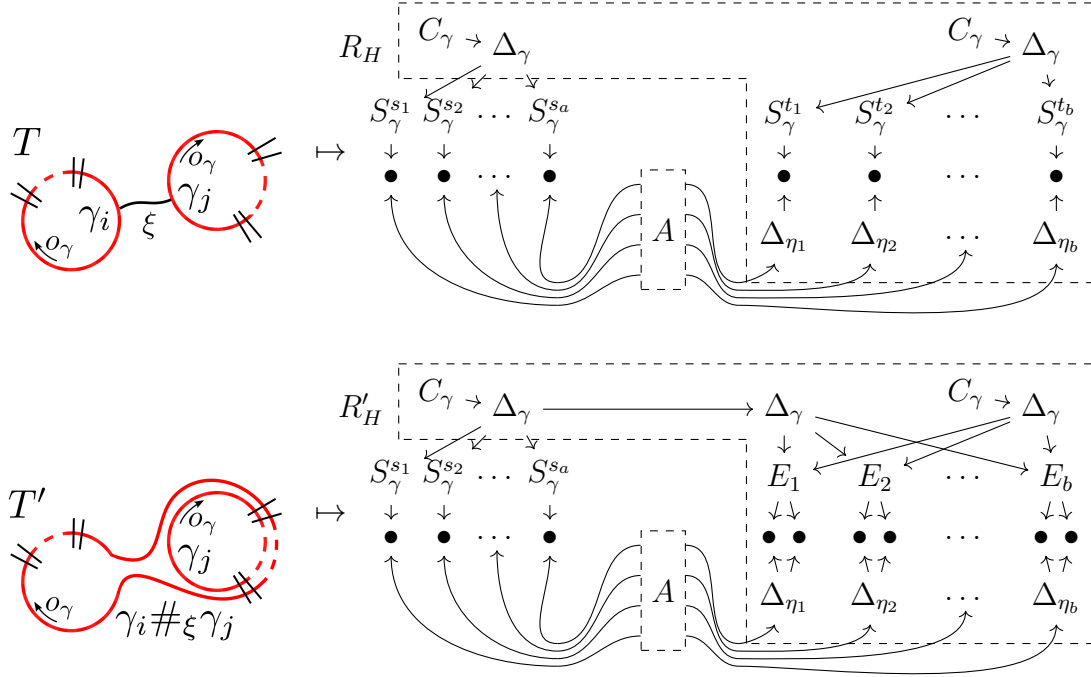 C_γ → Δ_γ C_γ → Δ_γ
R_H
S_γ^{s_1} S_γ^{s_2} ⋯ S_γ^{s_a} S_γ^{t_1} S_γ^{t_2} ⋯ S_γ^{t_b}
T o_γ ↦ ⋯ ⋯
γ_i ξ γ_j A Δ_{η_1} Δ_{η_2} ⋯ Δ_{η_b}
o_γ
C_γ → Δ_γ → Δ_γ C_γ → Δ_γ
R'_H
S_γ^{s_1} S_γ^{s_2} ⋯ S_γ^{s_a} E_1 E_2 ⋯ E_b
T' o_γ ↦ ⋯ ⋯
γ_j
o_γ A Δ_{η_1} Δ_{η_2} ⋯ Δ_{η_b}
γ_i#_ξγ_j